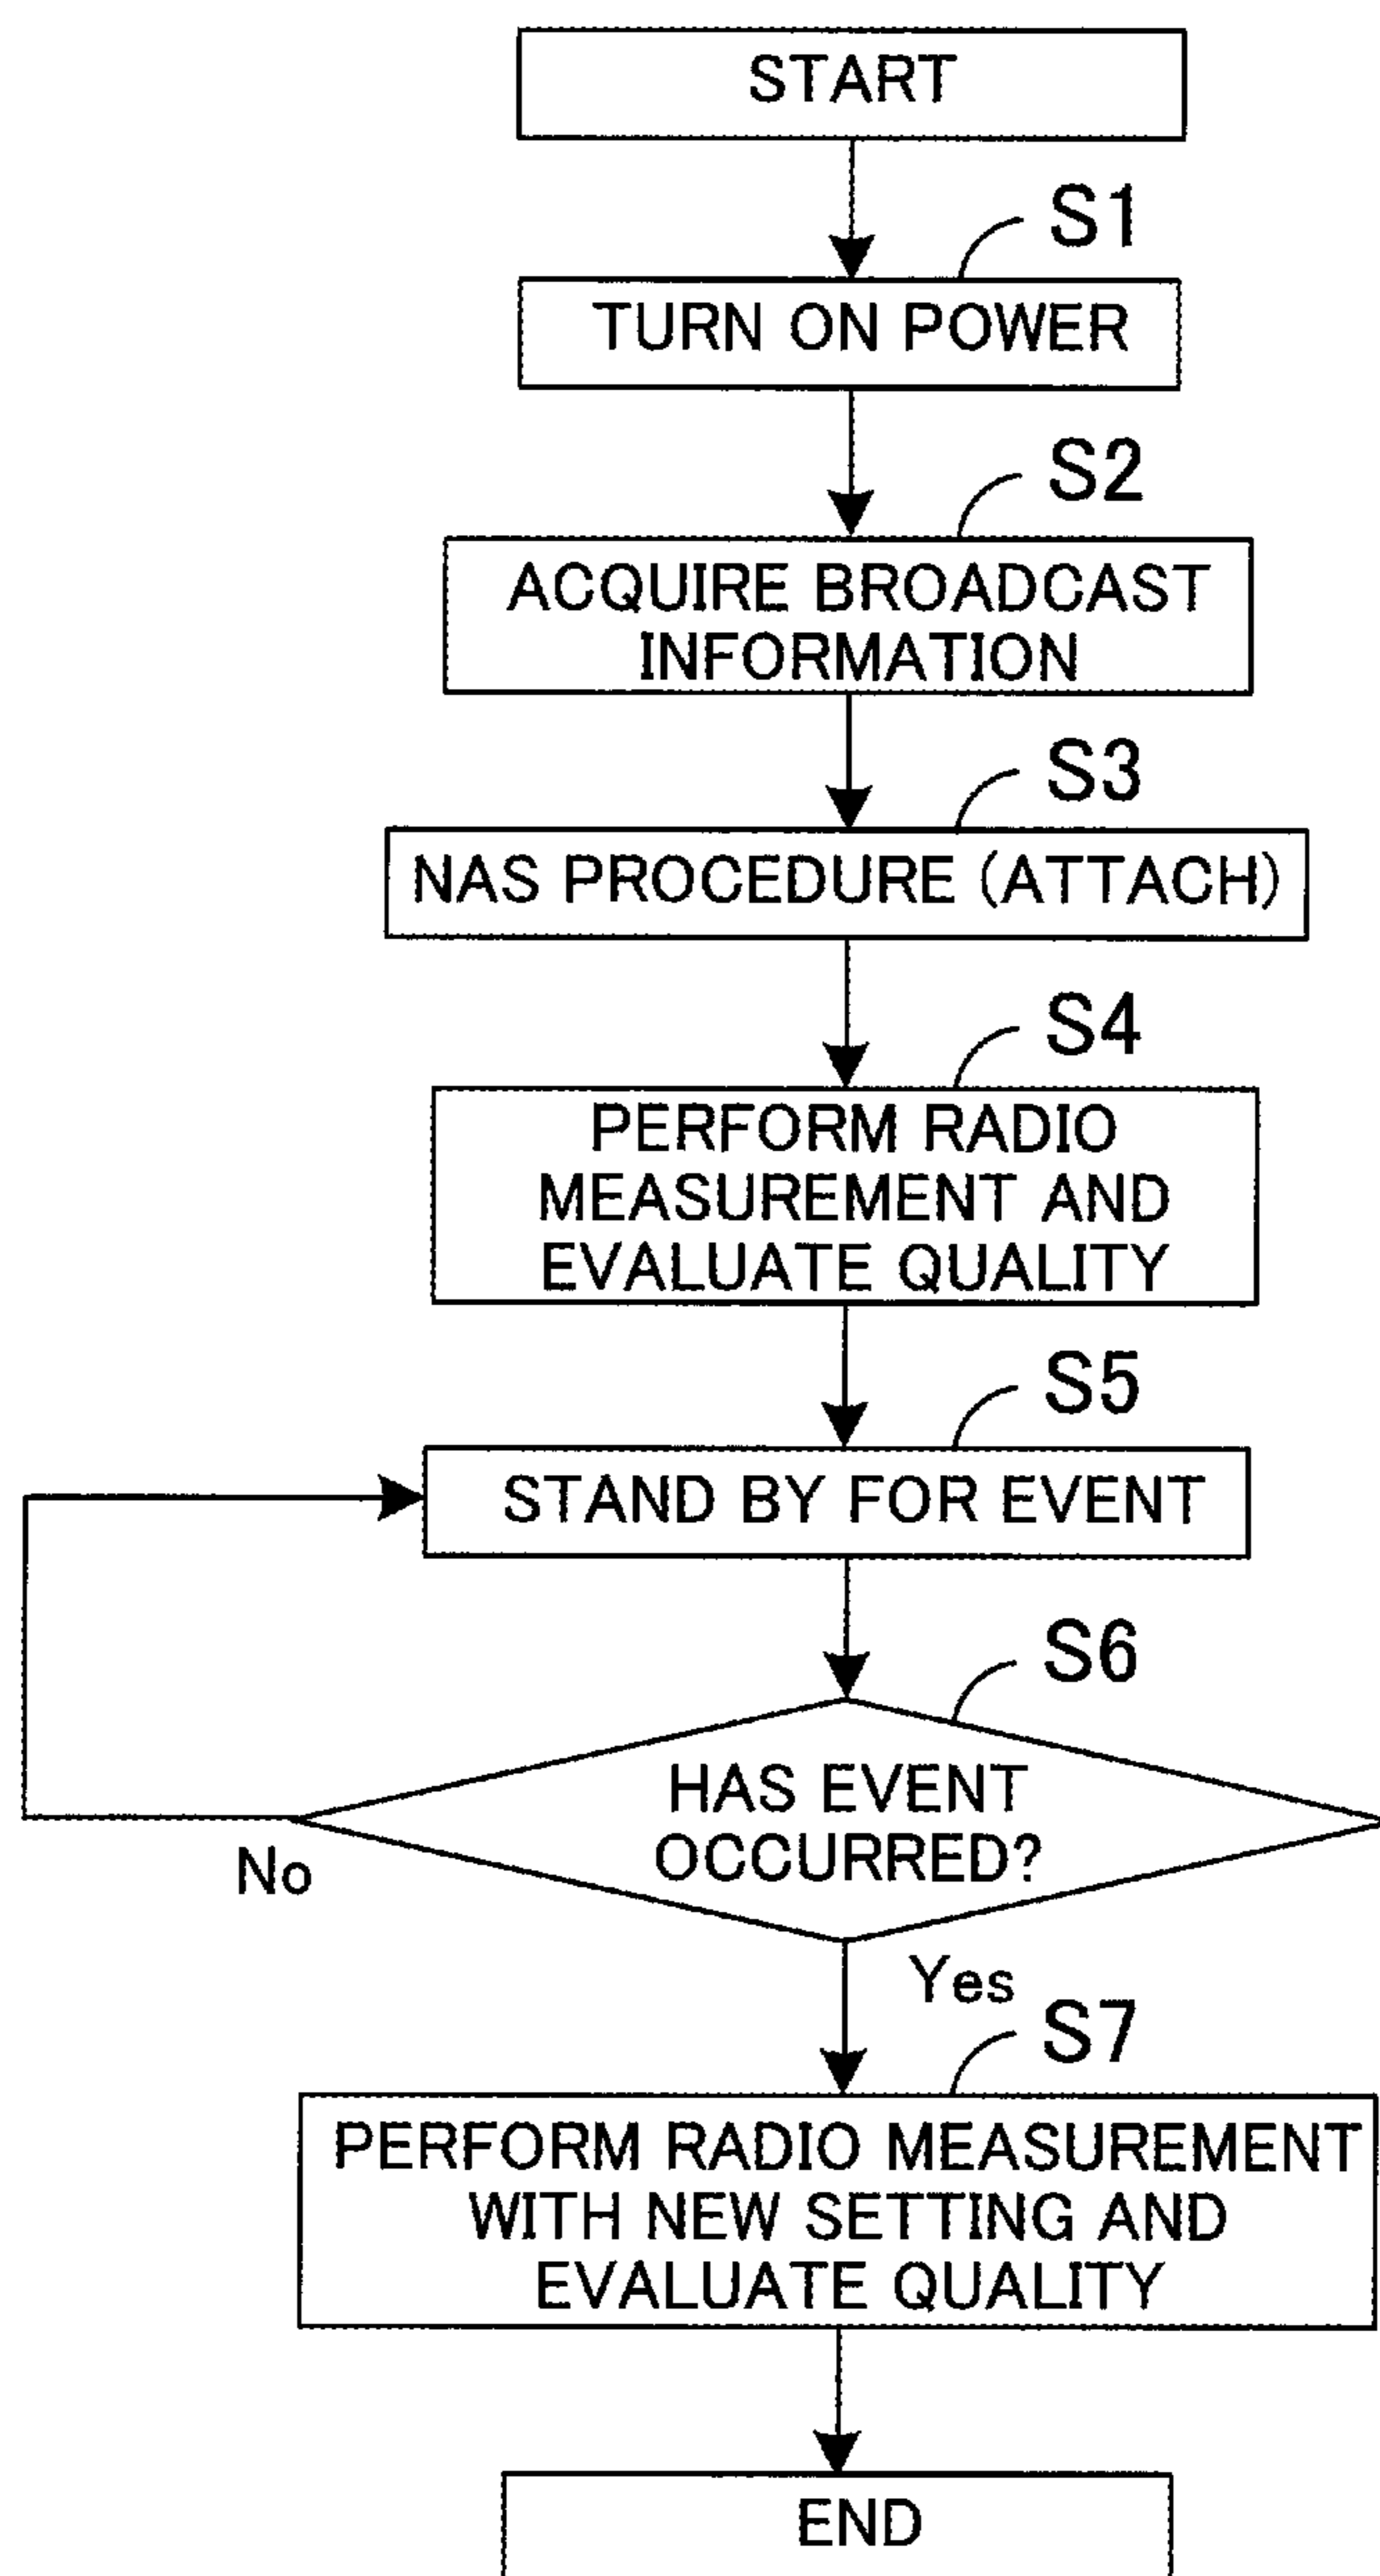 START
S1
TURN ON POWER
S2
ACQUIRE BROADCAST
INFORMATION
S3
NAS PROCEDURE (ATTACH)
S4
PERFORM RADIO
MEASUREMENT AND
EVALUATE QUALITY
S5
STAND BY FOR EVENT
S6
HAS EVENT
OCCURRED?
No
Yes
S7
PERFORM RADIO MEASUREMENT
WITH NEW SETTING AND
EVALUATE QUALITY
END